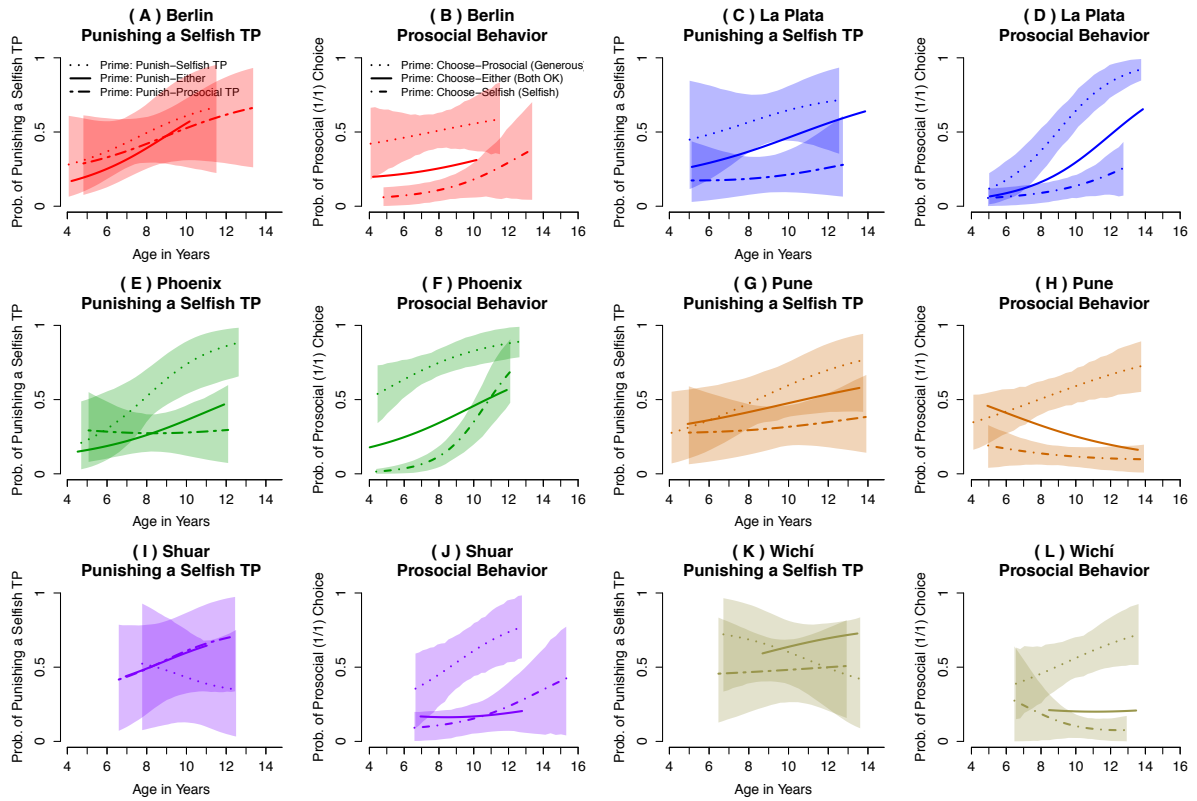 ( A ) Berlin
Punishing a Selfish TP
Prob. of Punishing a Selfish TP
Prime: Punish−Selfish TP
Prime: Punish−Either
Prime: Punish−Prosocial TP
0 0.5 1
4 6 8 10 12 14
Age in Years
( B ) Berlin
Prosocial Behavior
Prob. of Prosocial (1/1) Choice
Prime: Choose−Prosocial (Generous)
Prime: Choose−Either (Both OK)
Prime: Choose−Selfish (Selfish)
0 0.5 1
4 6 8 10 12 14 16
Age in Years
( C ) La Plata
Punishing a Selfish TP
Prob. of Punishing a Selfish TP
0 0.5 1
4 6 8 10 12 14
Age in Years
( D ) La Plata
Prosocial Behavior
Prob. of Prosocial (1/1) Choice
0 0.5 1
4 6 8 10 12 14 16
Age in Years
( E ) Phoenix
Punishing a Selfish TP
Prob. of Punishing a Selfish TP
0 0.5 1
4 6 8 10 12 14
Age in Years
( F ) Phoenix
Prosocial Behavior
Prob. of Prosocial (1/1) Choice
0 0.5 1
4 6 8 10 12 14 16
Age in Years
( G ) Pune
Punishing a Selfish TP
Prob. of Punishing a Selfish TP
0 0.5 1
4 6 8 10 12 14
Age in Years
( H ) Pune
Prosocial Behavior
Prob. of Prosocial (1/1) Choice
0 0.5 1
4 6 8 10 12 14 16
Age in Years
( I ) Shuar
Punishing a Selfish TP
Prob. of Punishing a Selfish TP
0 0.5 1
4 6 8 10 12 14
Age in Years
( J ) Shuar
Prosocial Behavior
Prob. of Prosocial (1/1) Choice
0 0.5 1
4 6 8 10 12 14 16
Age in Years
( K ) Wichí
Punishing a Selfish TP
Prob. of Punishing a Selfish TP
0 0.5 1
4 6 8 10 12 14
Age in Years
( L ) Wichí
Prosocial Behavior
Prob. of Prosocial (1/1) Choice
0 0.5 1
4 6 8 10 12 14 16
Age in Years